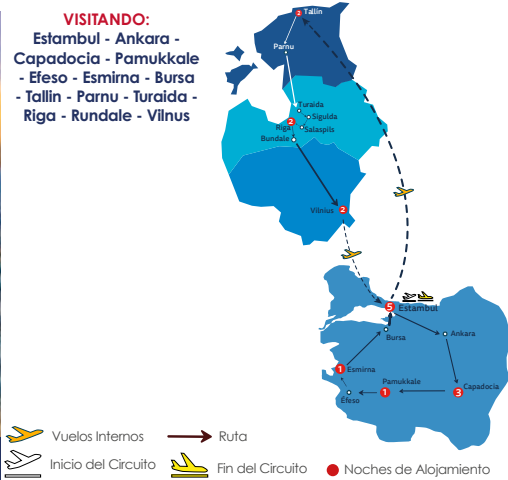 VISITANDO:
Estambul - Ankara -
Capadocia - Pamukkale
- Efeso - Esmirna - Bursa
- Tallin - Parnu - Turaida -
Riga - Rundale - Vilnus
2 Tallin
Parnu
Turaida
Sigulda
2
Riga
Salaspils
Bundale
Vilnius 2
5 Estambul
Bursa
Ankara
1 Esmirna
Pamukkale
1
Capadocia
3
Éfeso
Vuelos Internos
Ruta
Inicio del Circuito
Fin del Circuito
Noches de Alojamiento